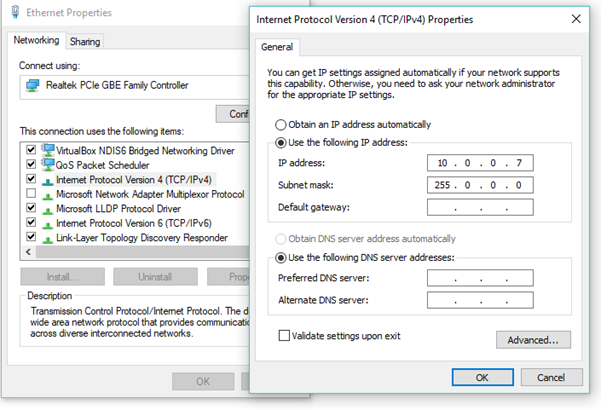 Ethernet Properties
Networking
Sharing
Connect using:
Realtek PCIe GBE Family Controller
This connection uses the following items:
VirtualBox NDIS6 Bridged Networking Driver
QoS Packet Scheduler
Internet Protocol Version 4 (TCP/IPv4)
Microsoft Network Adapter Multiplexor Protocol
Microsoft LLDP Protocol Driver
Internet Protocol Version 6 (TCP/IPv6)
Link-Layer Topology Discovery Responder
Install...
Uninstall
Description
Transmission Control Protocol/Internet Protocol. The
wide area network protocol that provides
across diverse interconnected networks.
OK
Internet Protocol Version 4 (TCP/IPv4) Properties
General
You can get IP settings assigned automatically if your network supports
this capability. Otherwise, you need to ask your network administrator
for the appropriate IP settings.
Obtain an IP address automatically
Use the following IP address:
IP address:
10 . 0 . 0 . 7
Subnet mask:
255 . 0 . 0 . 0
Default gateway:
. . .
Obtain DNS server address automatically
Use the following DNS server addresses:
Preferred DNS server:
. . .
Alternate DNS server:
. . .
Validate settings upon exit
Advanced...
OK
Cancel